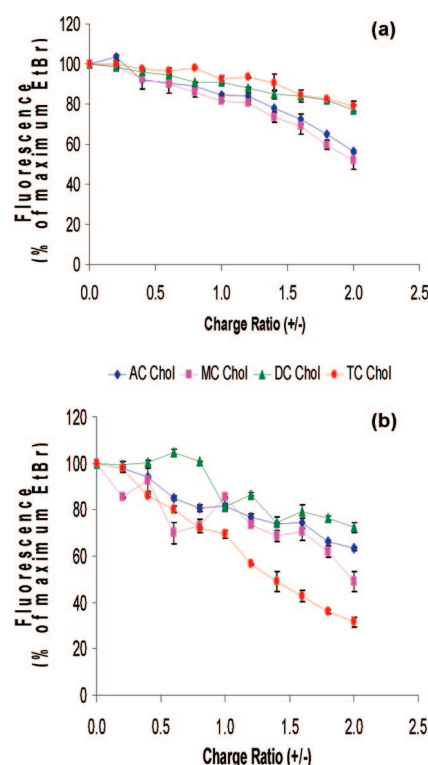 (a)
Fluorescence
(% of maximum EtBr)
120
100
80
60
40
20
0
0.0 0.5 1.0 1.5 2.0 2.5
Charge Ratio (+/-)
AC Chol MC Chol DC Chol TC Chol
(b)
Fluorescence
(% of maximum EtBr)
120
100
80
60
40
20
0
0.0 0.5 1.0 1.5 2.0 2.5
Charge Ratio (+/-)